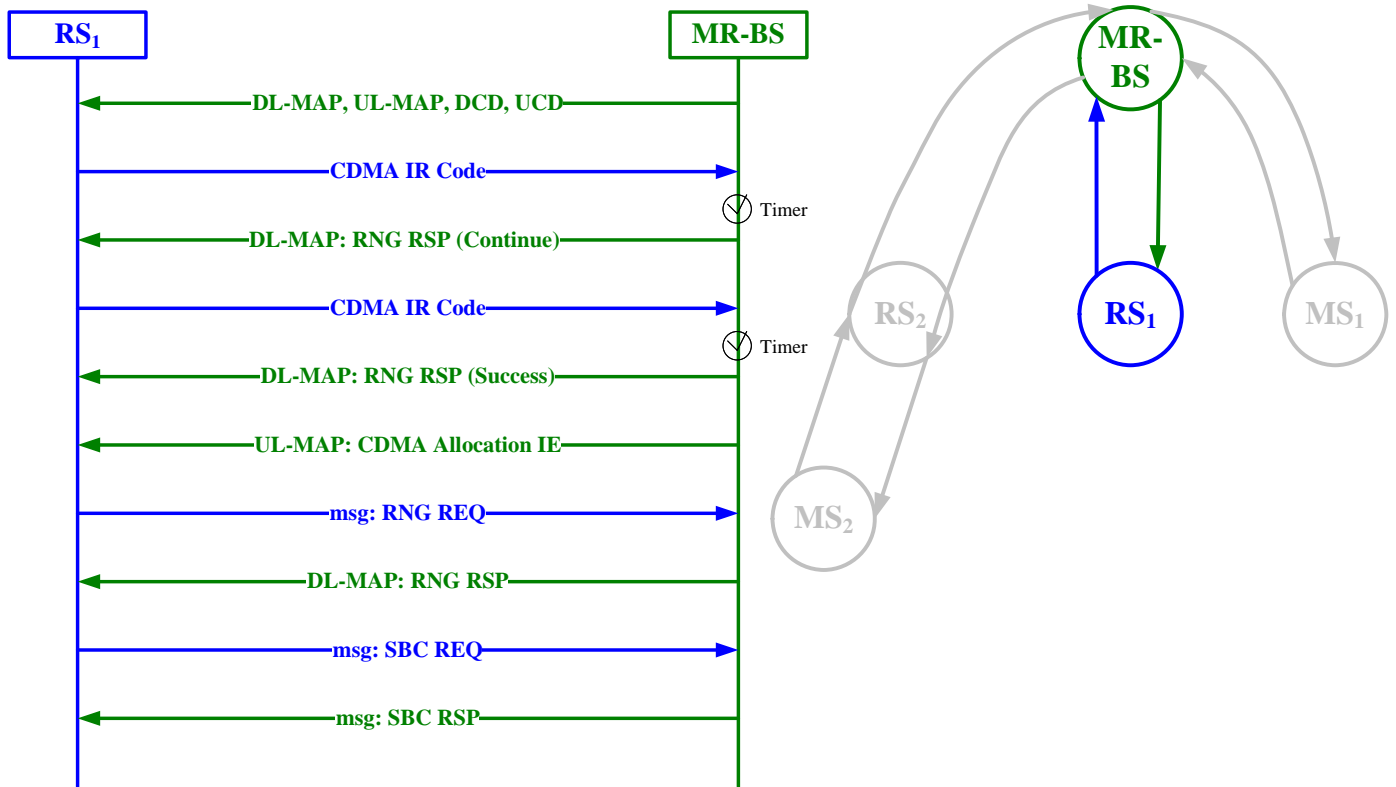 RS₁
MR-BS
DL-MAP, UL-MAP, DCD, UCD
CDMA IR Code
Timer
DL-MAP: RNG RSP (Continue)
CDMA IR Code
Timer
DL-MAP: RNG RSP (Success)
UL-MAP: CDMA Allocation IE
msg: RNG REQ
DL-MAP: RNG RSP
msg: SBC REQ
msg: SBC RSP
MR-
BS
RS₂
RS₁
MS₁
MS₂